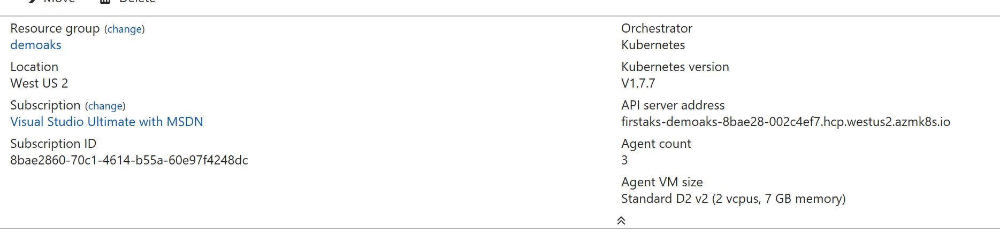 Move Delete
Resource group (change)
demoaks
Location
West US 2
Subscription (change)
Visual Studio Ultimate with MSDN
Subscription ID
8bae2860-70c1-4614-b55a-60e97f4248dc
Orchestrator
Kubernetes
Kubernetes version
V1.7.7
API server address
firstaks-demoaks-8bae28-002c4ef7.hcp.westus2.azmk8s.io
Agent count
3
Agent VM size
Standard D2 v2 (2 vcpus, 7 GB memory)